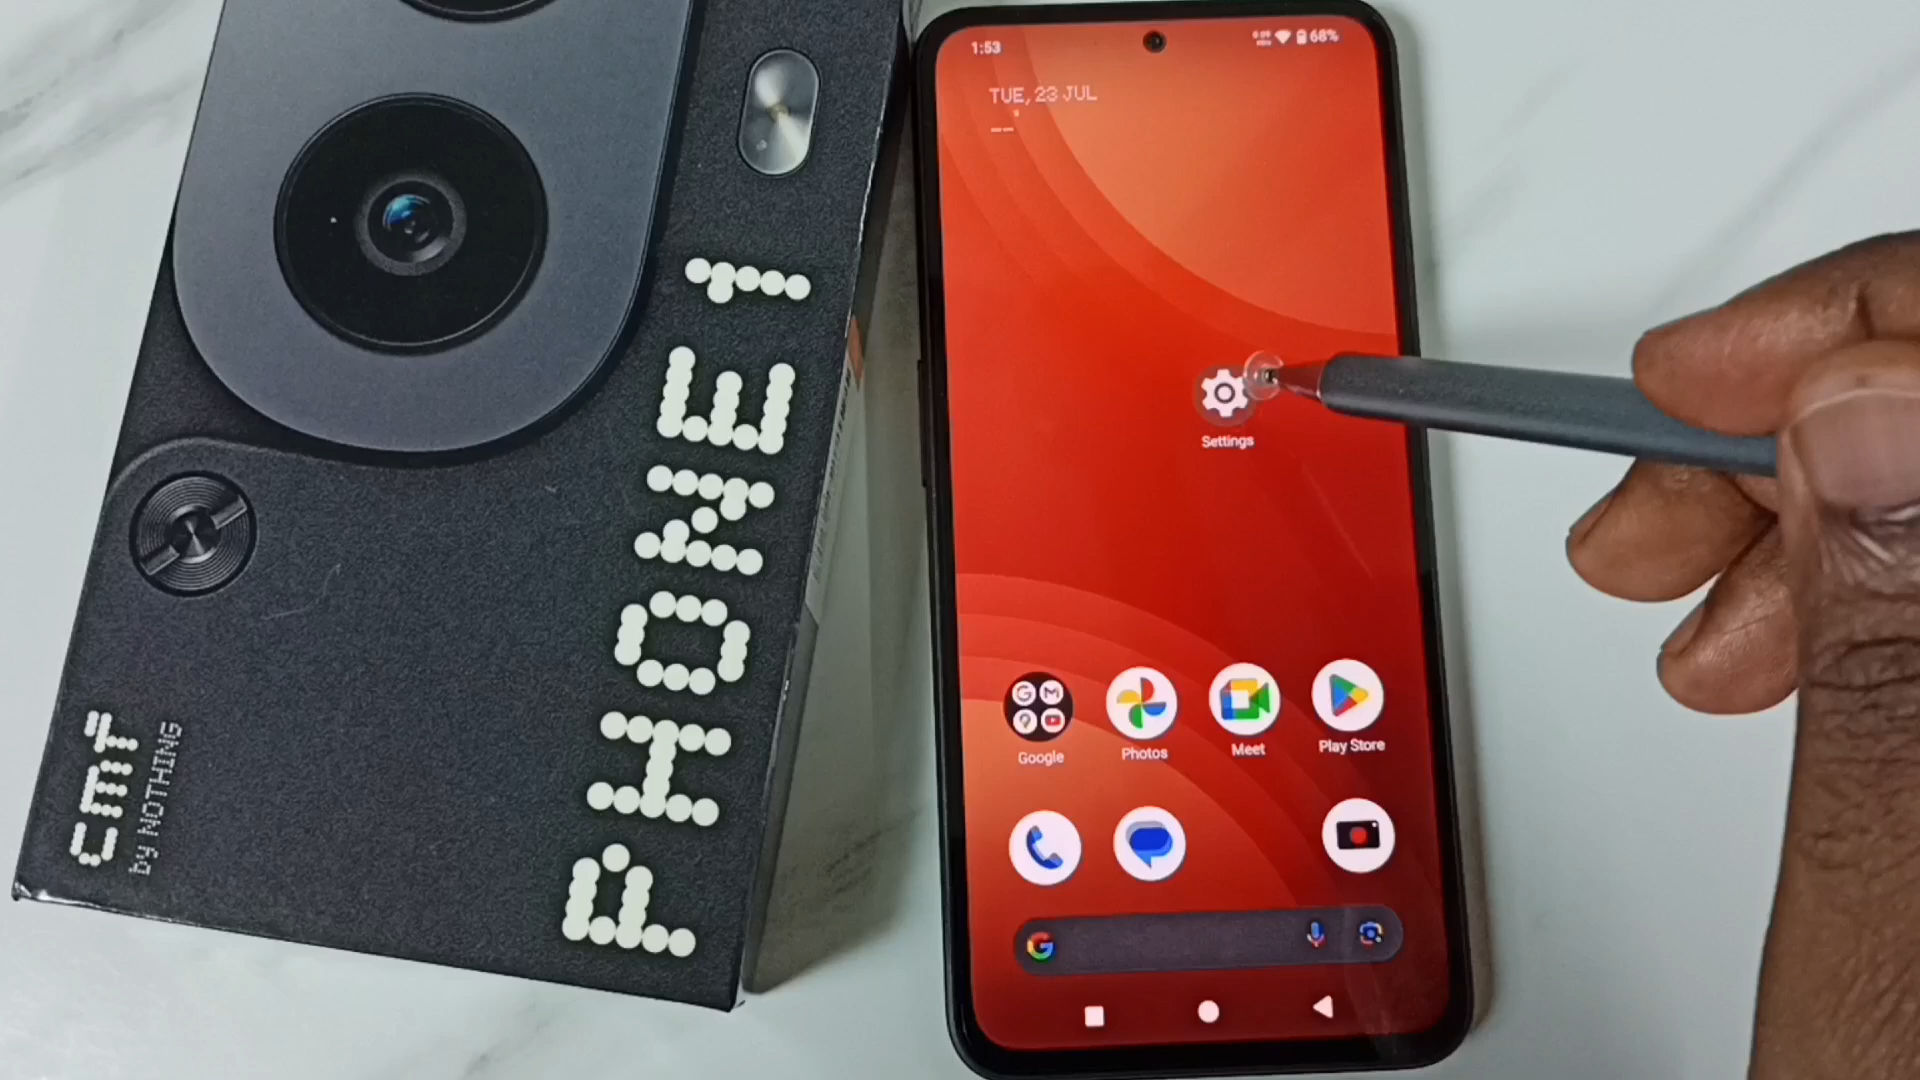 PHONE 1
cmf
by NOTHING
1:53
68%
TUE, 23 JUL
--°
Settings
Google
Photos
Meet
Play Store